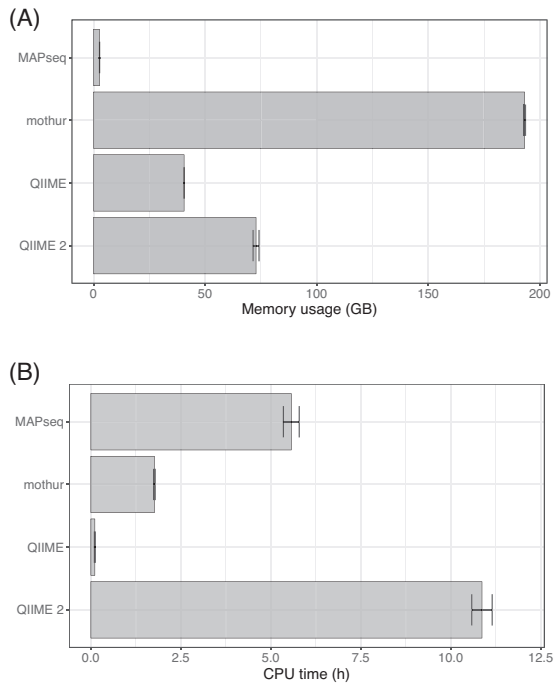 (A)
MAPseq
mothur
QIIME
QIIME 2
0 50 100 150 200
Memory usage (GB)
(B)
MAPseq
mothur
QIIME
QIIME 2
0.0 2.5 5.0 7.5 10.0 12.5
CPU time (h)